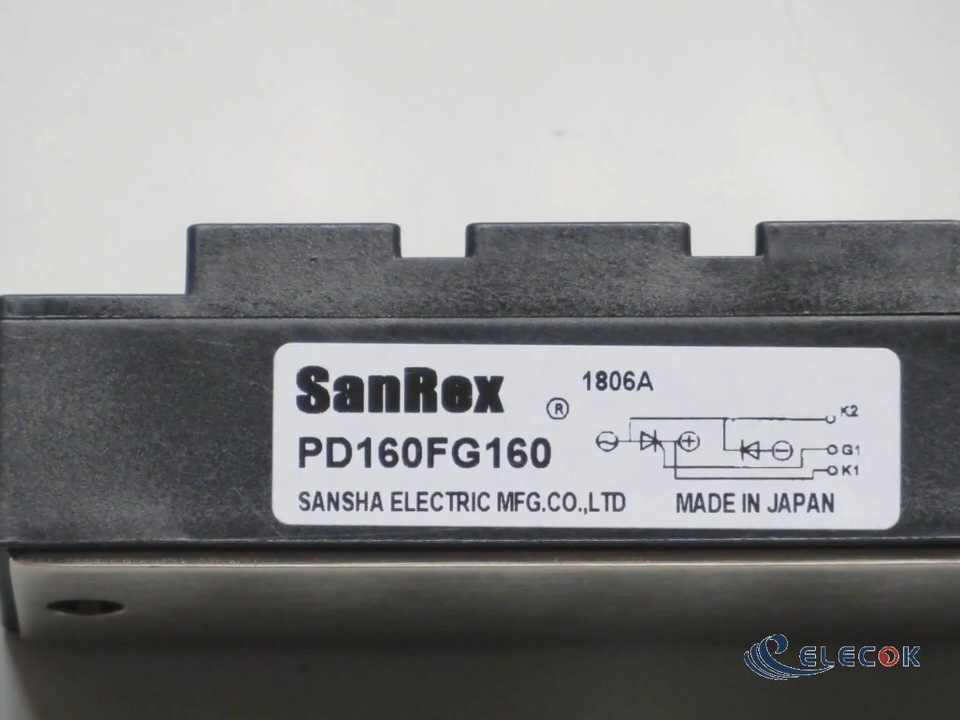 SanRex ® 1806A
PD160FG160
K2
G1
K1
SANSHA ELECTRIC MFG.CO.,LTD MADE IN JAPAN
ELECOK